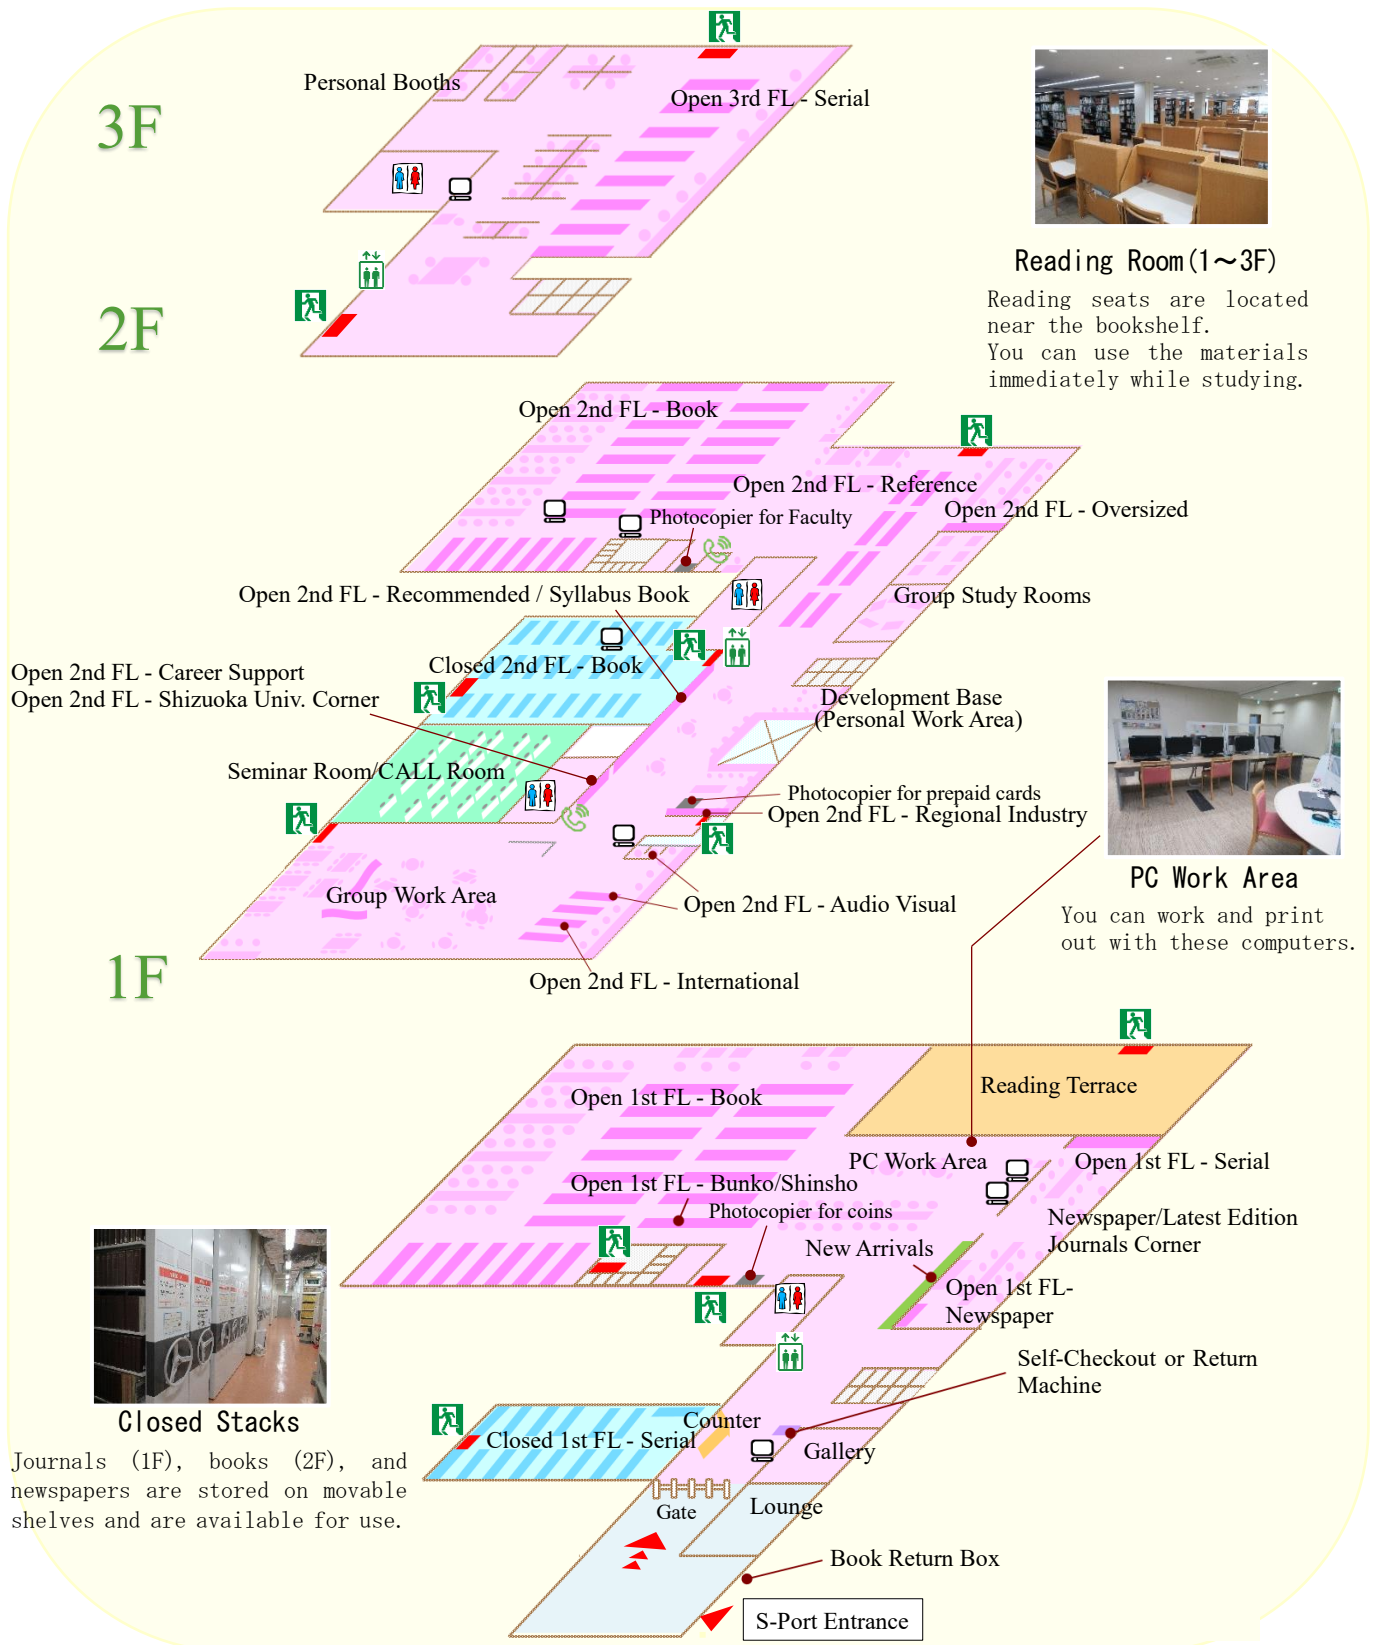 3F
Personal Booths
Open 3rd FL - Serial
Reading Room(1～3F)
Reading seats are located
near the bookshelf.
You can use the materials
immediately while studying.
2F
Open 2nd FL - Book
Open 2nd FL - Reference
Photocopier for Faculty
Open 2nd FL - Oversized
Open 2nd FL - Recommended / Syllabus Book
Group Study Rooms
Closed 2nd FL - Book
Open 2nd FL - Career Support
Open 2nd FL - Shizuoka Univ. Corner
Development Base
(Personal Work Area)
Seminar Room/CALL Room
Photocopier for prepaid cards
Open 2nd FL - Regional Industry
Group Work Area
Open 2nd FL - Audio Visual
Open 2nd FL - International
PC Work Area
You can work and print
out with these computers.
1F
Reading Terrace
Open 1st FL - Book
PC Work Area
Open 1st FL - Serial
Open 1st FL - Bunko/Shinsho
Photocopier for coins
Newspaper/Latest Edition
Journals Corner
New Arrivals
Open 1st FL-
Newspaper
Self-Checkout or Return
Machine
Counter
Closed 1st FL - Serial
Gallery
Gate
Lounge
Book Return Box
S-Port Entrance
Closed Stacks
Journals (1F), books (2F), and
newspapers are stored on movable
shelves and are available for use.